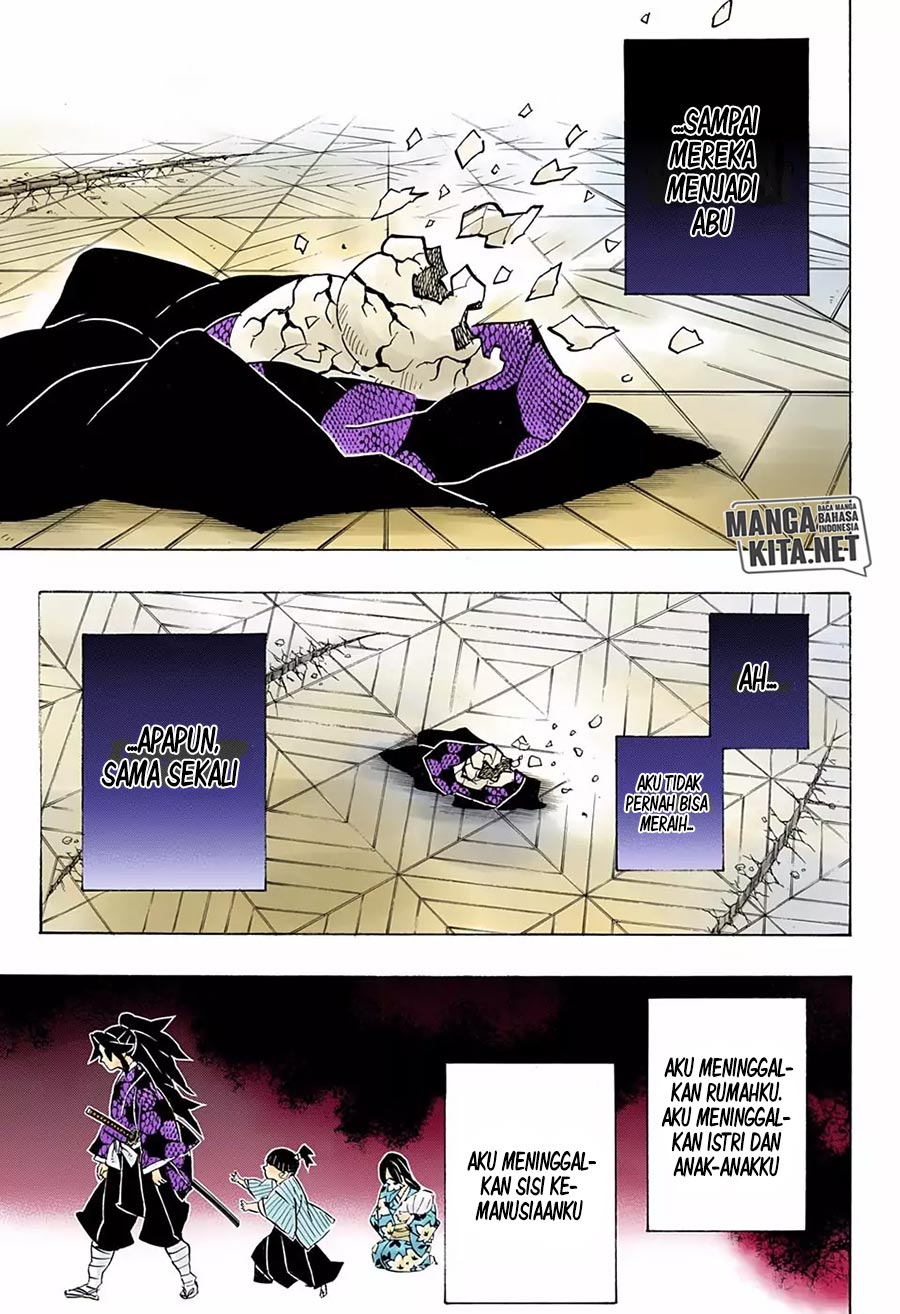 ...SAMPAI
MEREKA
MENJADI
ABU
MANGA
KITA.NET
BACA MANGA
BAHASA
INDONESIA
AH...
AKU TIDAK
PERNAH BISA
MERAIH...
...APAPUN,
SAMA SEKALI
AKU MENINGGAL-
KAN RUMAHKU.
AKU MENINGGAL-
KAN ISTRI DAN
ANAK-ANAKKU
AKU MENINGGAL-
KAN SISI KE-
MANUSIAANKU